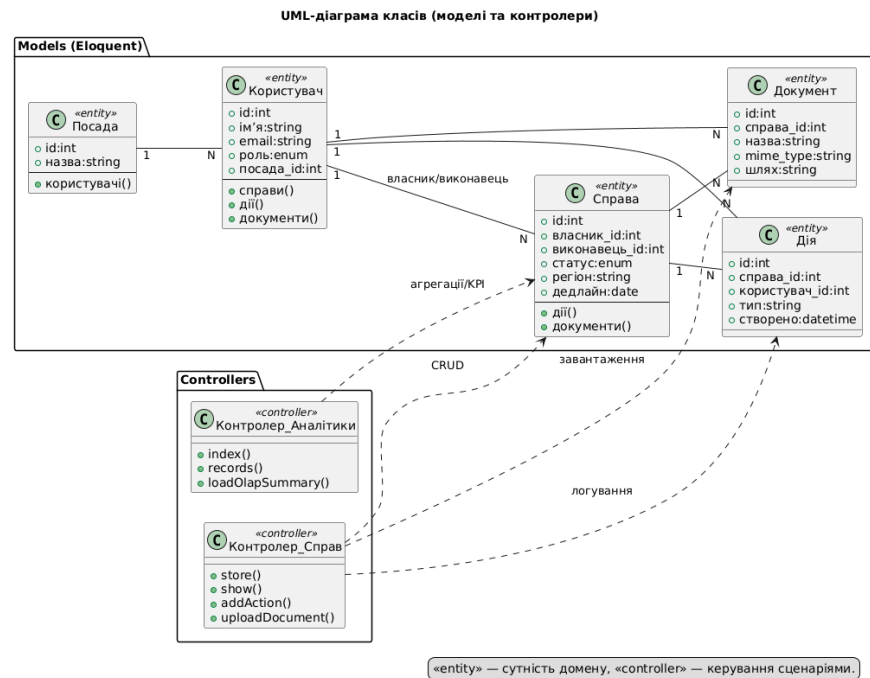 UML-діаграма класів (моделі та контролери)
Models (Eloquent)
C «entity»
Посада
id:int
назва:string
користувачі()
1
N
C «entity»
Користувач
id:int
ім’я:string
email:string
роль:enum
посада_id:int
справи()
дії()
документи()
1
1
1
N
N
N
власник/виконавець
C «entity»
Справа
id:int
власник_id:int
виконавець_id:int
статус:enum
регіон:string
дедлайн:date
дії()
документи()
1
N
1
N
C «entity»
Документ
id:int
справа_id:int
назва:string
mime_type:string
шлях:string
C «entity»
Дія
id:int
справа_id:int
користувач_id:int
тип:string
створено:datetime
агрегації/KPI
CRUD
завантаження
логування
Controllers
C «controller»
Контролер_Аналітики
index()
records()
loadOlapSummary()
C «controller»
Контролер_Справ
store()
show()
addAction()
uploadDocument()
«entity» — сутність домену, «controller» — керування сценаріями.